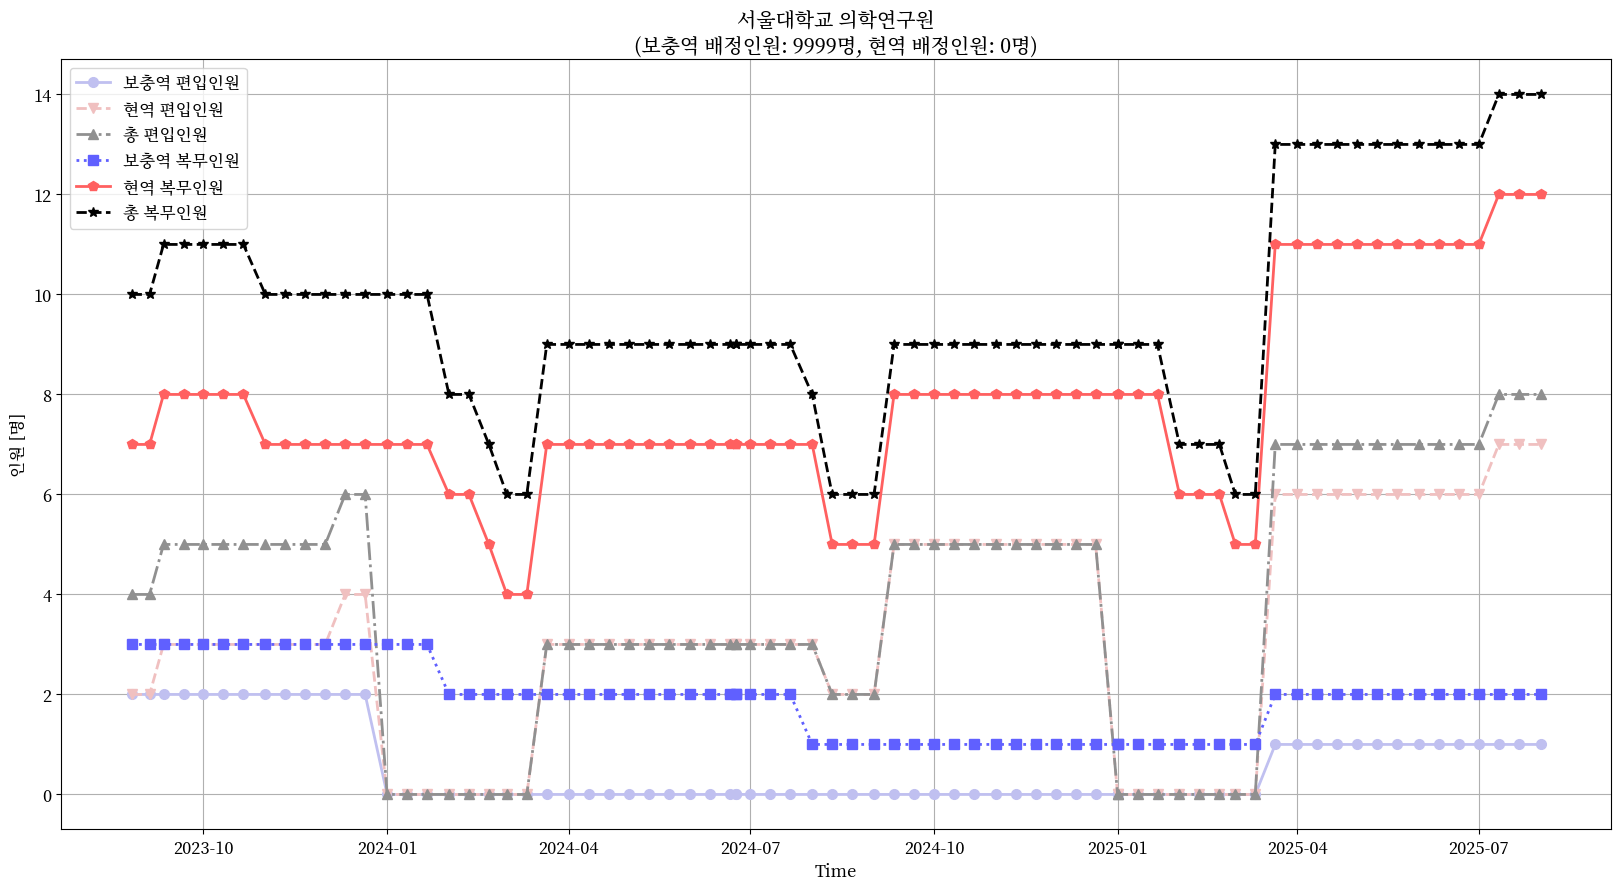 서울대학교 의학연구원
(보충역 배정인원: 9999명, 현역 배정인원: 0명)
보충역 편입인원
현역 편입인원
총 편입인원
보충역 복무인원
현역 복무인원
총 복무인원
인원 [명]
14
12
10
8
6
4
2
0
2023-10
2024-01
2024-04
2024-07
2024-10
2025-01
2025-04
2025-07
Time